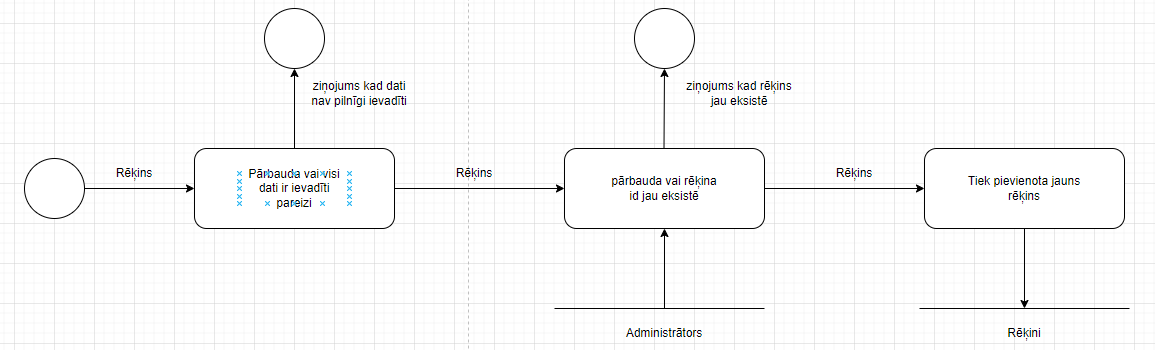 ziņojums kad dati
nav pilnīgi ievadīti
ziņojums kad rēķins
jau eksistē
Rēķins
Pārbauda vai visi
dati ir ievadīti
pareizi
Rēķins
pārbauda vai rēķina
id jau eksistē
Rēķins
Tiek pievienota jauns
rēķins
Administrātors
Rēķini